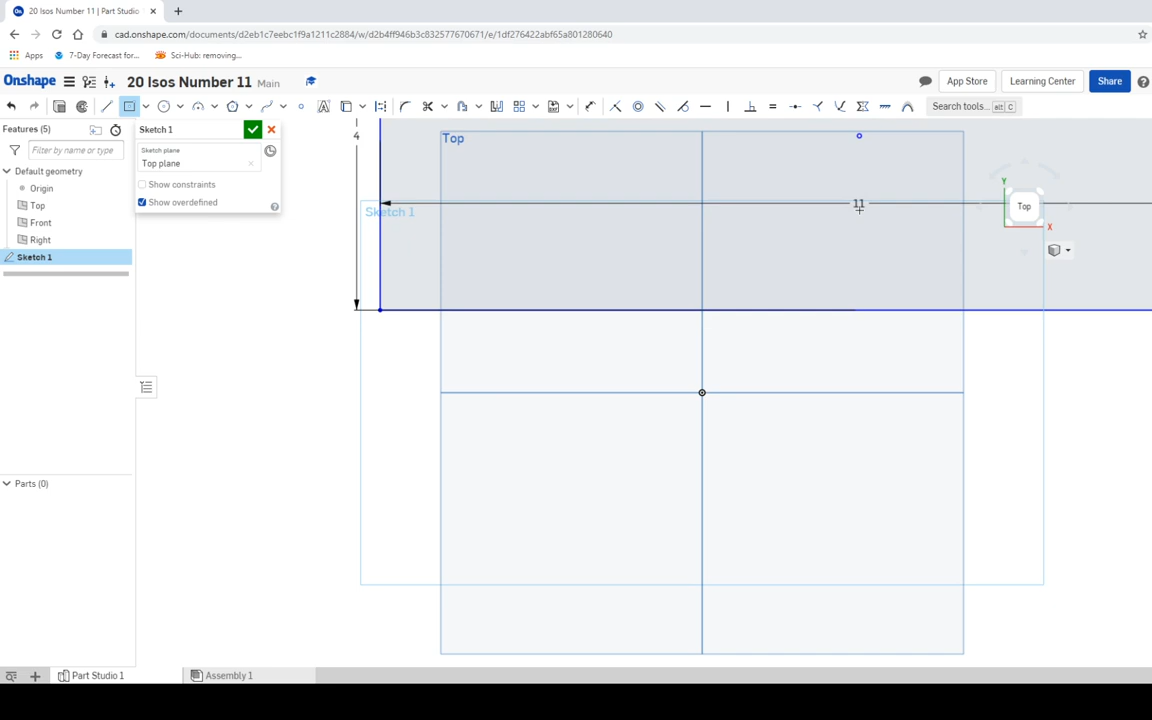 20 Isos Number 11 | Part Studio
cad.onshape.com/documents/d2eb1c7eebc1f9a1211c2884/w/d2b4ff946b3c832577670671/e/1df276422abf65a801280640
Apps 7-Day Forecast for... Sci-Hub: removing...
Onshape 20 Isos Number 11 Main App Store Learning Center Share
Search tools... alt C
Features (5) Sketch 1
Filter by name or type
Sketch plane
Top plane
Default geometry
Origin
Show constraints
Top
Show overdefined
Front
Right
Sketch 1
Parts (0)
4
Top
11
Sketch 1
Y
Top
X
Part Studio 1 Assembly 1